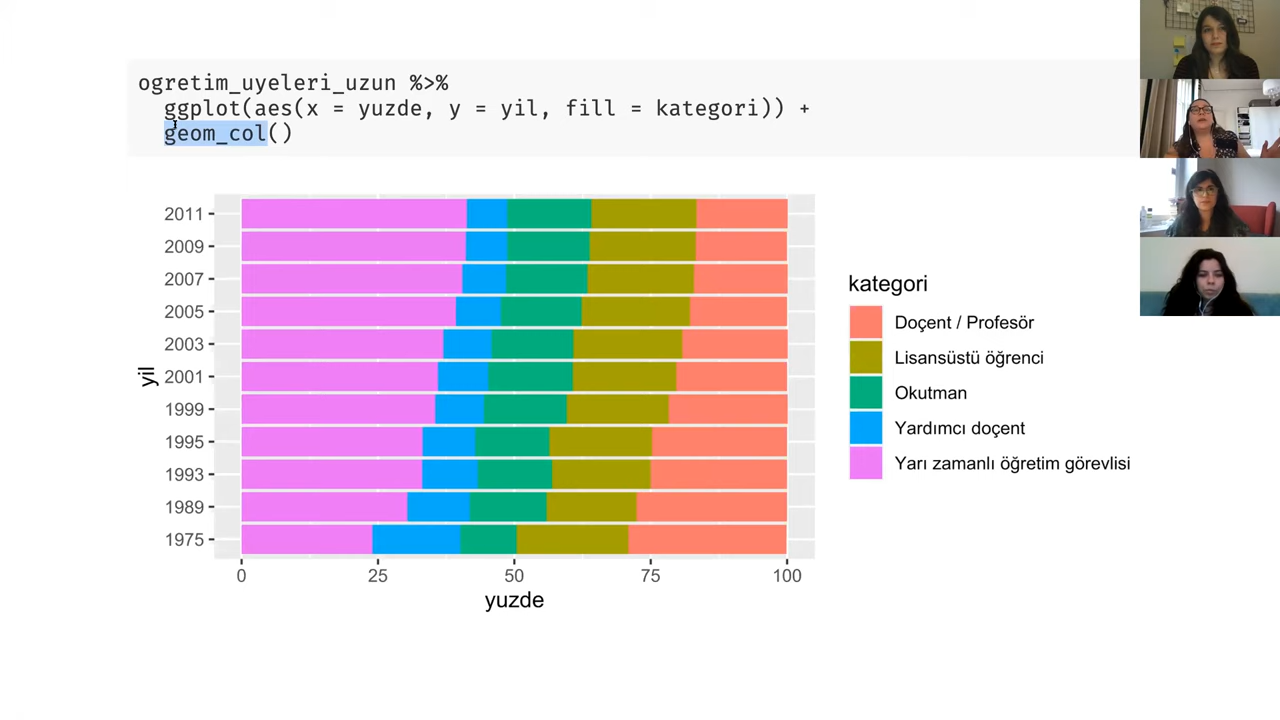 ogretim_uyeleri_uzun %>%
ggplot(aes(x = yuzde, y = yil, fill = kategori)) +
geom_col()
2011
2009
2007
2005
2003
2001
1999
1995
1993
1989
1975
yil
0 25 50 75 100
yuzde
kategori
Doçent / Profesör
Lisansüstü öğrenci
Okutman
Yardımcı doçent
Yarı zamanlı öğretim görevlisi